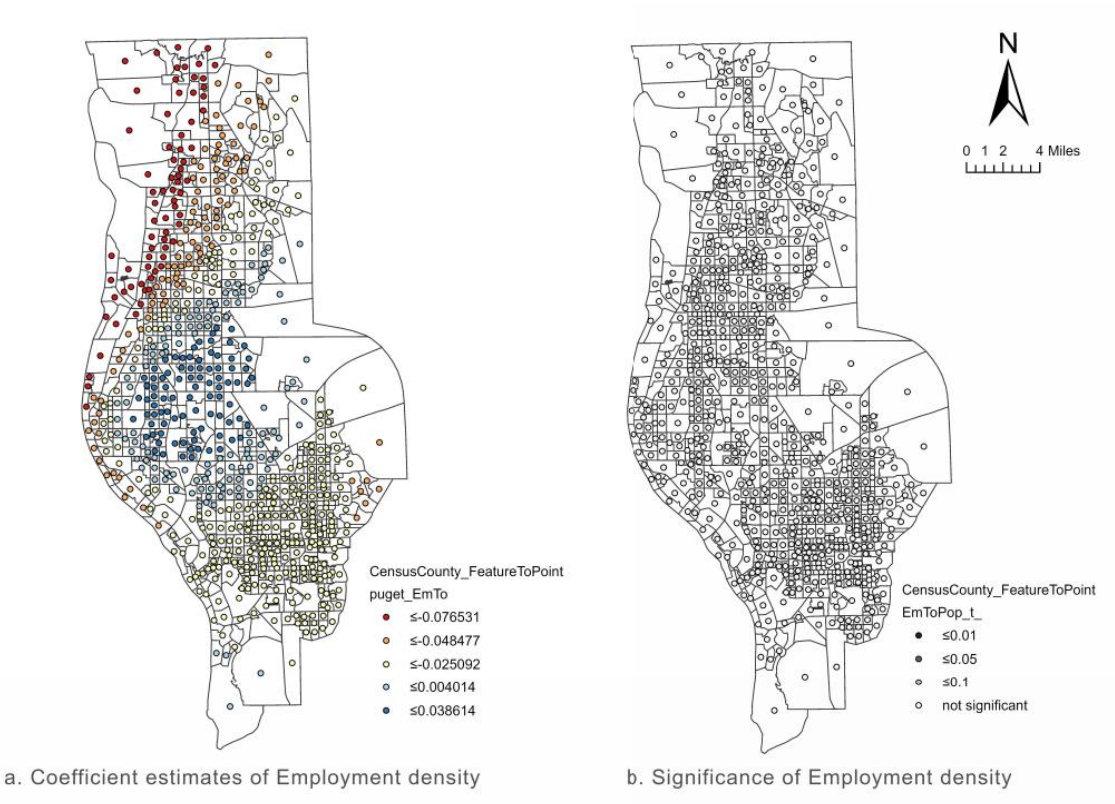 N
0 1 2 4 Miles
CensusCounty_FeatureToPoint
puget_EmTo
≤-0.076531
≤-0.048477
≤-0.025092
≤0.004014
≤0.038614
CensusCounty_FeatureToPoint
EmToPop_t_
≤0.01
≤0.05
≤0.1
not significant
a. Coefficient estimates of Employment density
b. Significance of Employment density